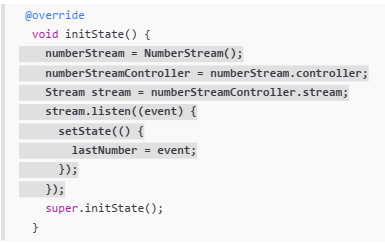 @override
void initState() {
numberStream = NumberStream();
numberStreamController = numberStream.controller;
Stream stream = numberStreamController.stream;
stream.listen((event) {
setState(() {
lastNumber = event;
});
});
super.initState();
}